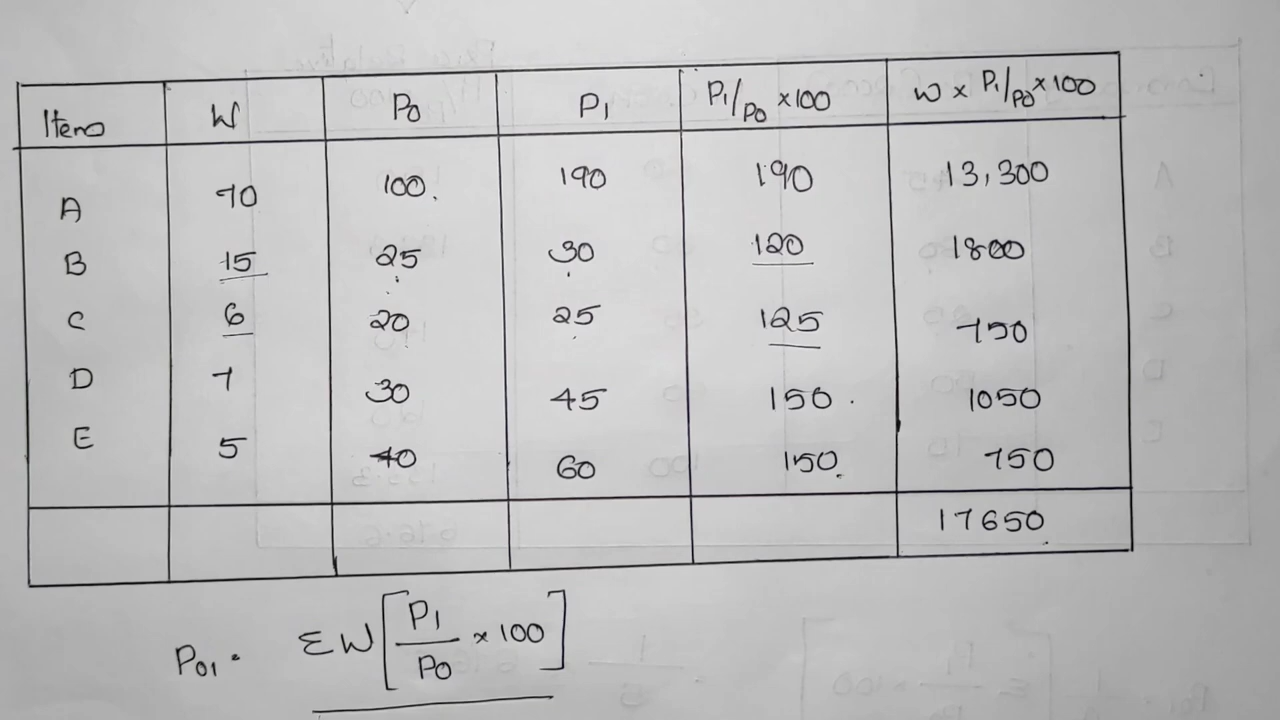 Items W P0 P1 P1/P0 ×100 W × P1/P0 ×100
A 70 100. 190 190 13,300
B 15 25 30 120 1800
C 6 20 25 125 750
D 7 30 45 150. 1050
E 5 40 60 150. 750
17650
P01 = ΣW[P1/P0 × 100]